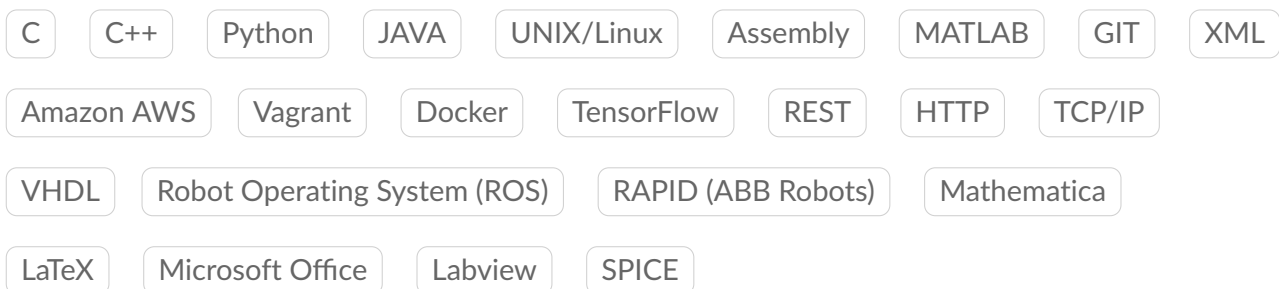 C C++ Python JAVA UNIX/Linux Assembly MATLAB GIT XML
Amazon AWS Vagrant Docker TensorFlow REST HTTP TCP/IP
VHDL Robot Operating System (ROS) RAPID (ABB Robots) Mathematica
LaTeX Microsoft Office Labview SPICE